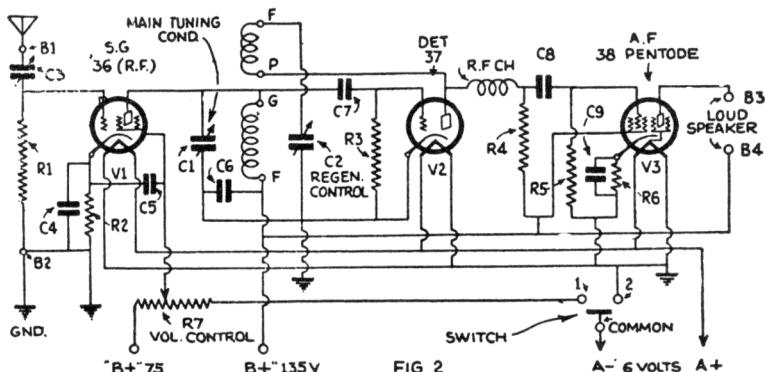 B1
C3
MAIN TUNING
COND.
S.G
'36 (R.F.)
F
P
G
F
DET
37
R.F CH
C8
A.F
38 PENTODE
B3
LOUD
SPEAKER
B4
C7
C9
R1
V1
C5
C4
R2
C1
C6
C2
REGEN.
CONTROL
R3
V2
R4
R5
V3
R6
B2
GND.
R7
VOL. CONTROL
"B+" 75
B+" 135 V
1
2
SWITCH
COMMON
A- 6 VOLTS A+
FIG 2